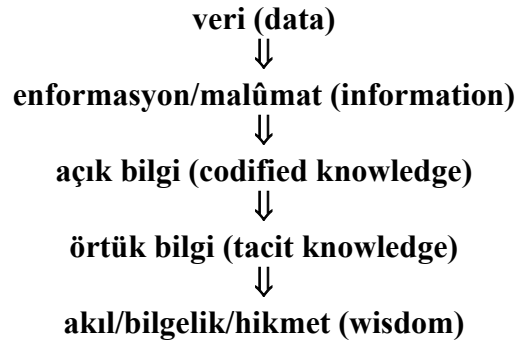 veri (data)
⇓
enformasyon/malûmat (information)
⇓
açık bilgi (codified knowledge)
⇓
örtük bilgi (tacit knowledge)
⇓
akıl/bilgelik/hikmet (wisdom)